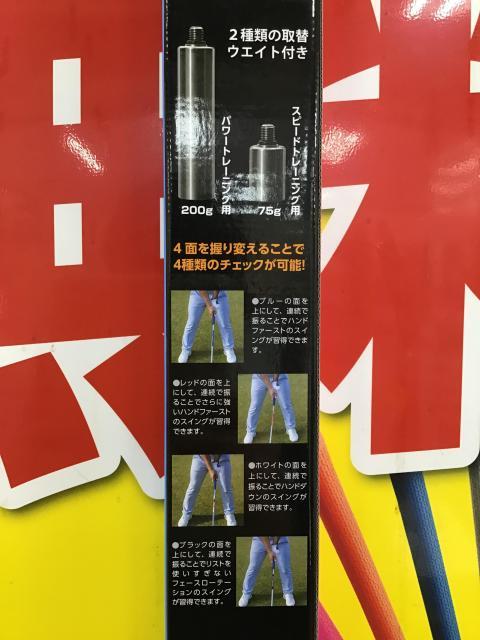 2種類の取替
ウエイト付き
スピードトレーニング用
パワートレーニング用
200g
75g
4面を握り変えることで
4種類のチェックが可能!
●ブルーの面を
上にして、連続で
振ることでハンド
ファーストのスイ
ングが習得できま
す。
●レッドの面を上
にして、連続で振
ることでさらに強
いハンドファースト
のスイングが習得
できます。
●ホワイトの面を
上にして、連続で
振ることでハンドダ
ウンのスイングが
習得できます。
●ブラックの面を
上にして、連続で
振ることでリストを
使いすぎない
フェースローテー
ションのスイング
が習得できます。